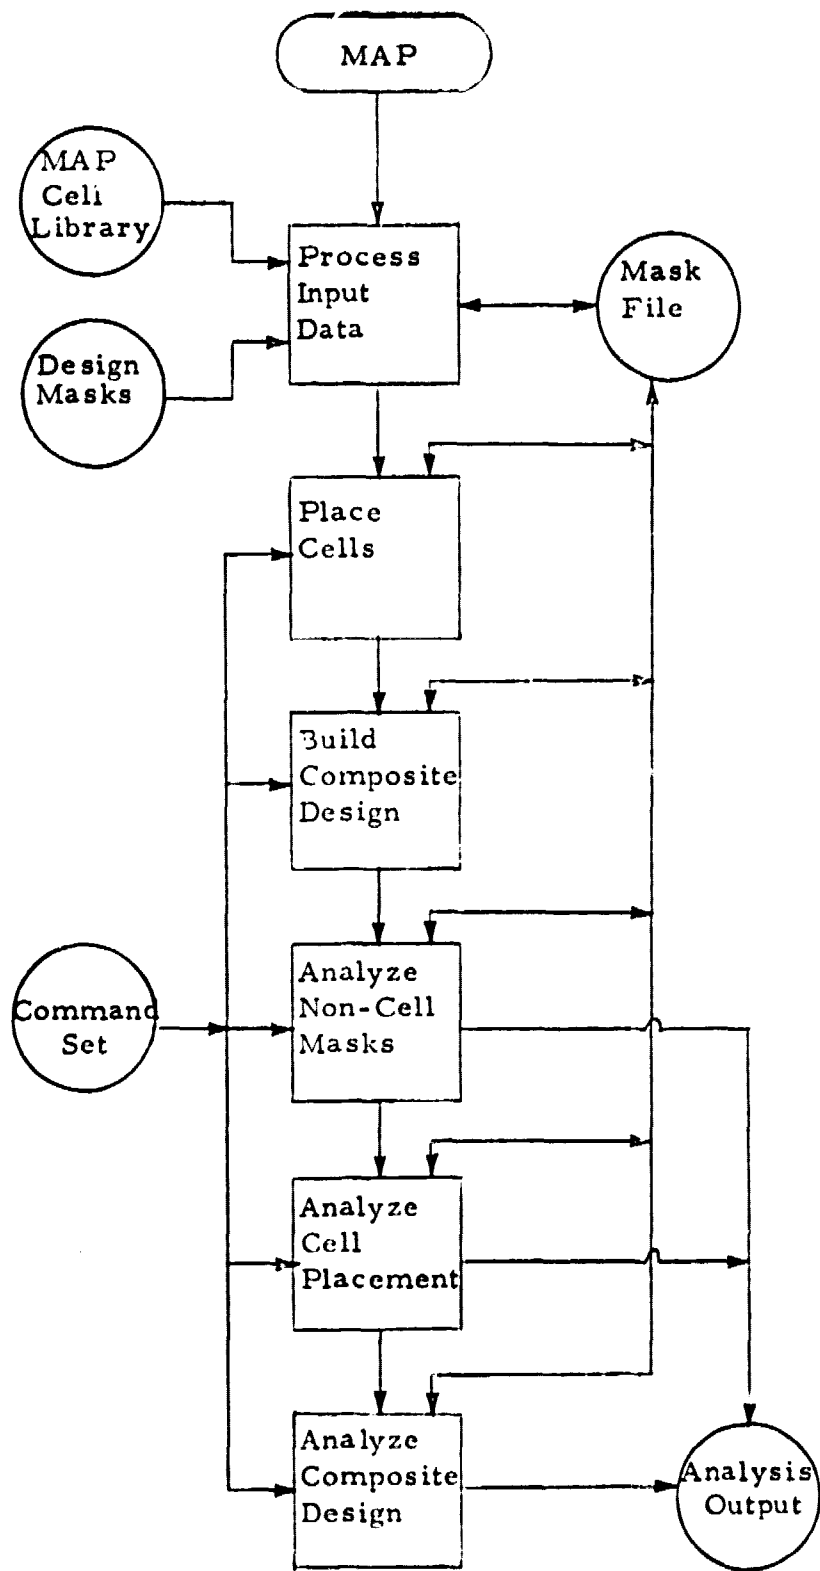 MAP
MAP
Cell
Library
Process
Input
Data
Mask
File
Design
Masks
Place
Cells
Build
Composite
Design
Command
Set
Analyze
Non-Cell
Masks
Analyze
Cell
Placement
Analyze
Composite
Design
Analysis
Output